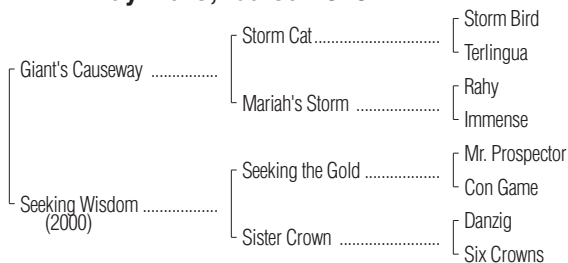 Storm Bird
Storm Cat
Terlingua
Giant's Causeway
Rahy
Mariah's Storm
Immense
Mr. Prospector
Seeking the Gold
Con Game
Seeking Wisdom
(2000)
Danzig
Sister Crown
Six Crowns